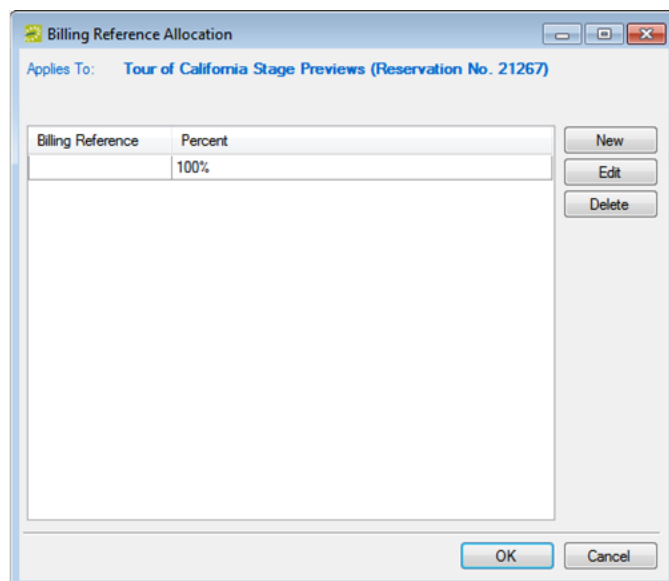 Billing Reference Allocation
Applies To: Tour of California Stage Previews (Reservation No. 21267)
Billing Reference Percent New
100% Edit
Delete
OK Cancel